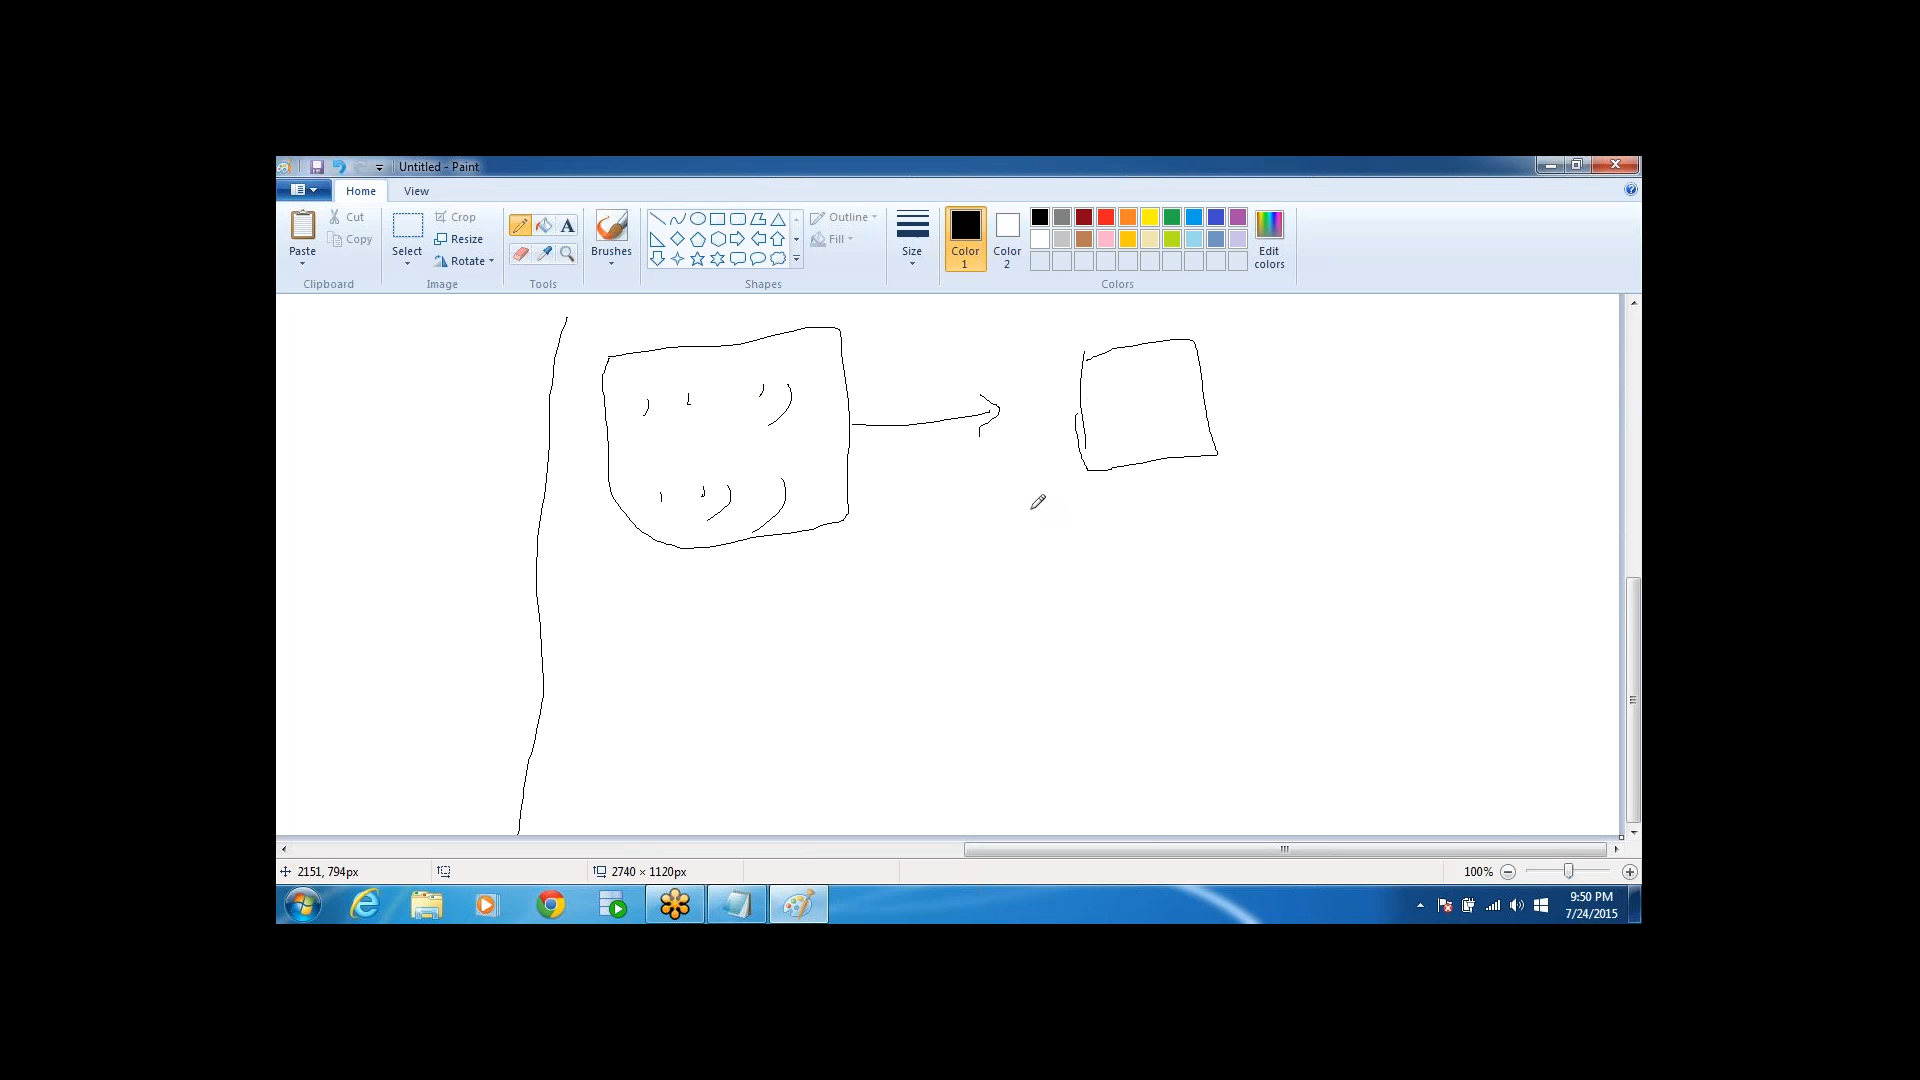 Untitled - Paint
Home View
Paste Cut Copy
Clipboard
Select Crop Resize Rotate
Image
Tools
Brushes
Outline Fill
Shapes
Size
Color 1
Color 2
Edit colors
Colors
2151, 794px 2740 × 1120px 100%
9:50 PM
7/24/2015